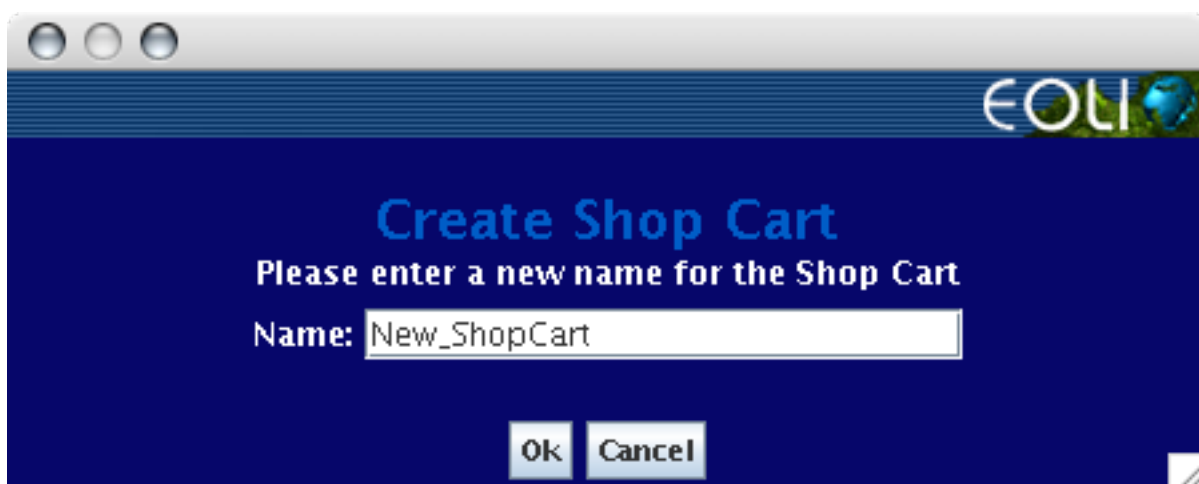 EOLI
Create Shop Cart
Please enter a new name for the Shop Cart
Name: New_ShopCart
Ok Cancel